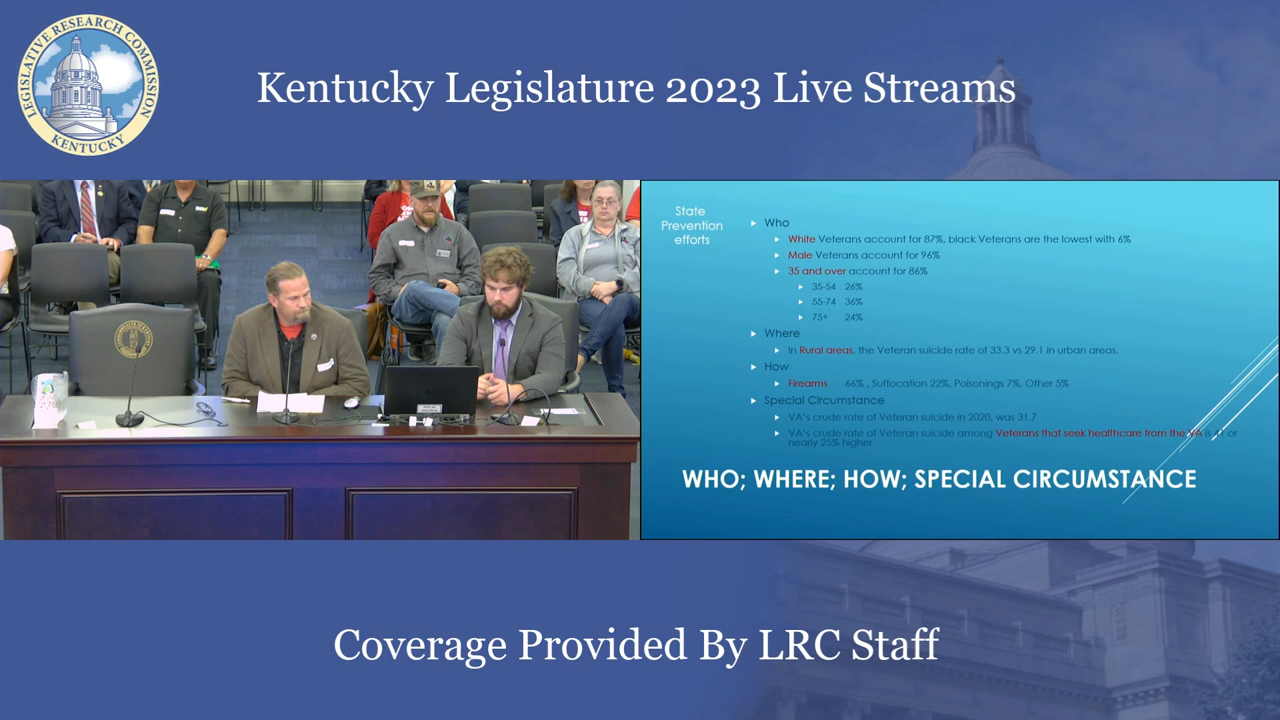 LEGISLATIVE RESEARCH COMMISSION
KENTUCKY
Kentucky Legislature 2023 Live Streams
State
Prevention
efforts
Who
White Veterans account for 87%, black Veterans are the lowest with 6%
Male Veterans account for 96%
35 and over account for 86%
35-54 26%
55-74 36%
75+ 24%
Where
In Rural areas, the Veteran suicide rate of 33.3 vs 29.1 in urban areas.
How
Firearms 66% , Suffocation 22%, Poisonings 7%, Other 5%
Special Circumstance
VA's crude rate of Veteran suicide in 2020, was 31.7
VA's crude rate of Veteran suicide among Veterans that seek healthcare from the VA is 41 or
nearly 25% higher
WHO; WHERE; HOW; SPECIAL CIRCUMSTANCE
Coverage Provided By LRC Staff